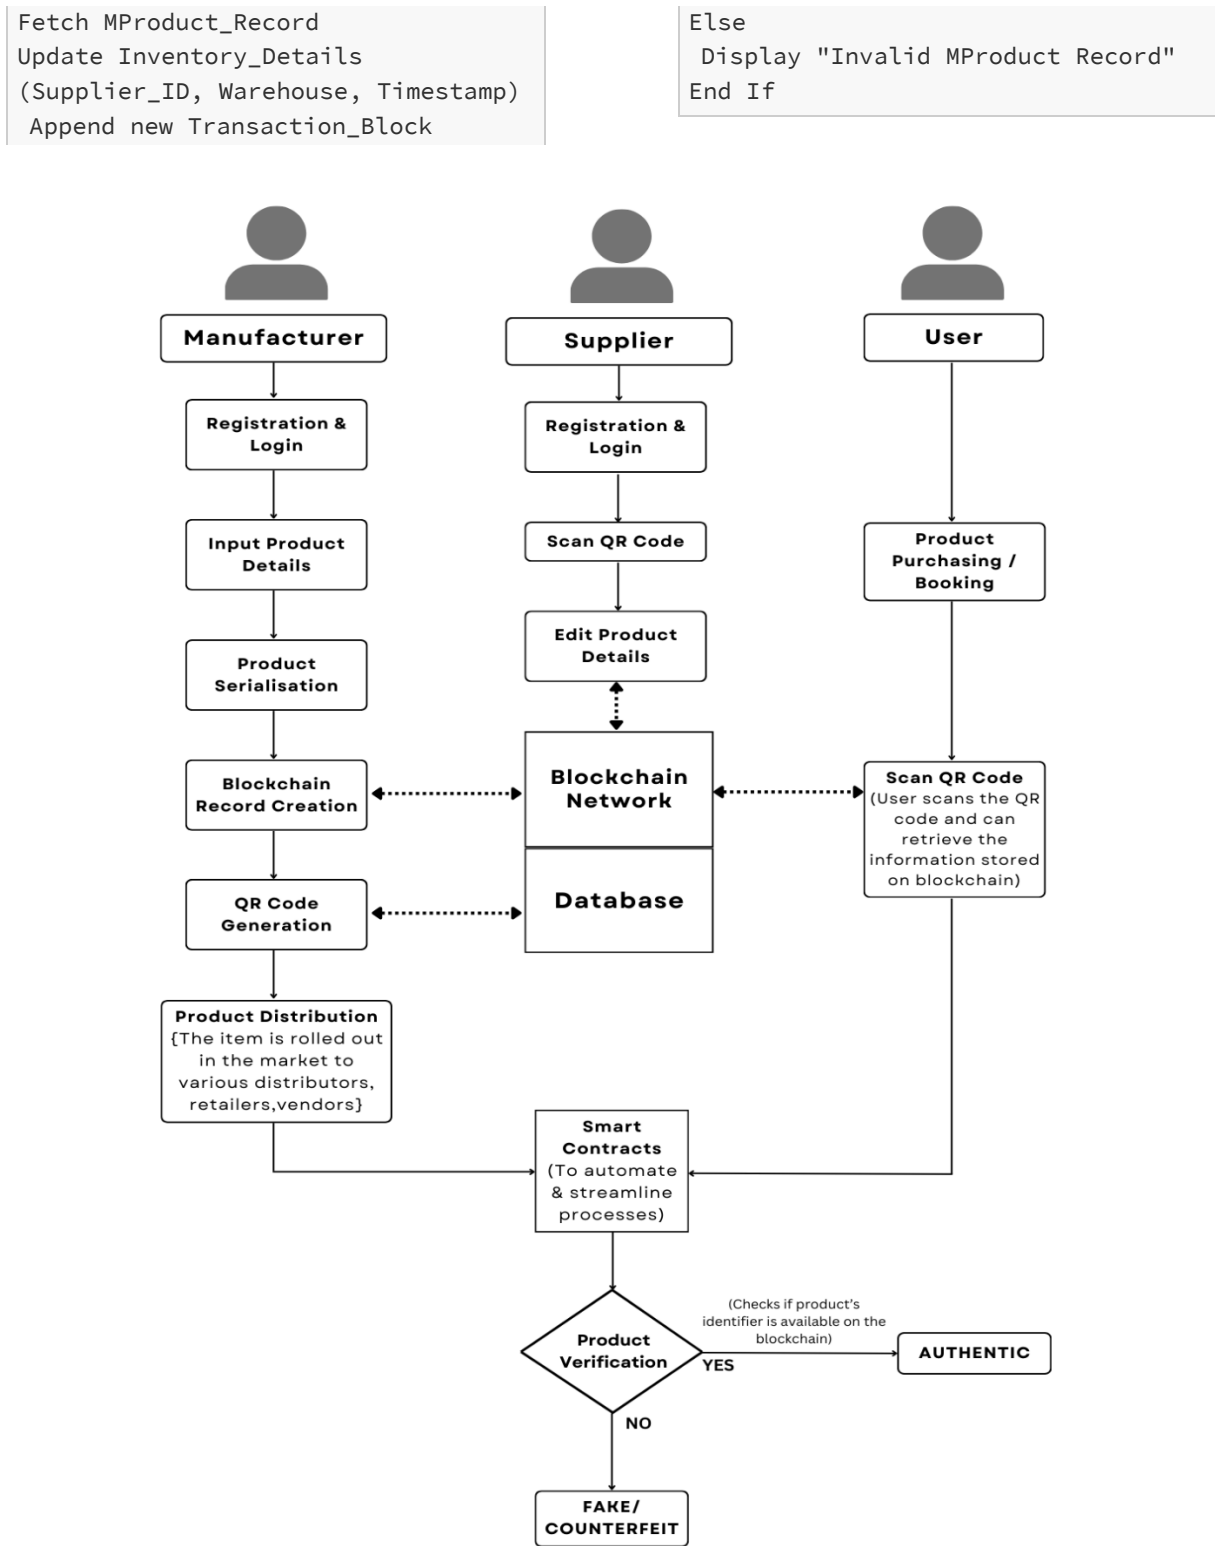 Fetch MProduct_Record
Update Inventory_Details
(Supplier_ID, Warehouse, Timestamp)
Append new Transaction_Block
Else
Display "Invalid MProduct Record"
End If
Manufacturer
Registration &
Login
Input Product
Details
Product
Serialisation
Blockchain
Record Creation
QR Code
Generation
Product Distribution
{The item is rolled out
in the market to
various distributors,
retailers,vendors}
Supplier
Registration &
Login
Scan QR Code
Edit Product
Details
Blockchain
Network
Database
User
Product
Purchasing /
Booking
Scan QR Code
(User scans the QR
code and can
retrieve the
information stored
on blockchain)
Smart
Contracts
(To automate
& streamline
processes)
Product
Verification
(Checks if product's
identifier is available on the
blockchain)
YES
AUTHENTIC
NO
FAKE/
COUNTERFEIT